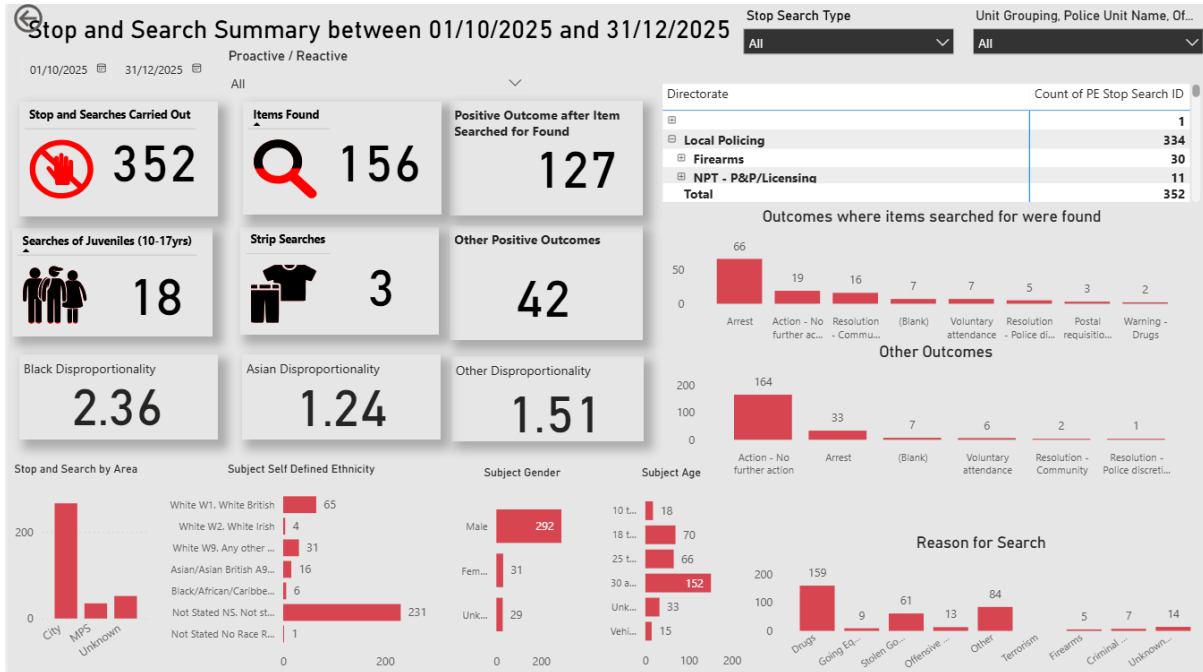 Stop and Search Summary between 01/10/2025 and 31/12/2025
Stop Search Type
All
Unit Grouping, Police Unit Name, Of...
All
01/10/2025
31/12/2025
Proactive / Reactive
All
Directorate Count of PE Stop Search ID
1
Local Policing 334
Firearms 30
NPT - P&P/Licensing 11
Total 352
Stop and Searches Carried Out
352
Items Found
156
Positive Outcome after Item
Searched for Found
127
Searches of Juveniles (10-17yrs)
18
Strip Searches
3
Other Positive Outcomes
42
Black Disproportionality
2.36
Asian Disproportionality
1.24
Other Disproportionality
1.51
Outcomes where items searched for were found
50
0
66
19
16
7
7
5
3
2
Arrest
Action - No
further ac...
Resolution
- Commu...
(Blank)
Voluntary
attendance
Resolution
- Police di...
Postal
requisitio...
Warning -
Drugs
Other Outcomes
200
100
0
164
33
7
6
2
1
Action - No
further action
Arrest
(Blank)
Voluntary
attendance
Resolution -
Community
Resolution -
Police discreti...
Stop and Search by Area
200
0
City
MPS
Unknown
Subject Self Defined Ethnicity
White W1. White British 65
White W2. White Irish 4
White W9. Any other ... 31
Asian/Asian British A9... 16
Black/African/Caribbe... 6
Not Stated NS. Not st... 231
Not Stated No Race R... 1
0 200
Subject Gender
Male 292
Fem... 31
Unk... 29
0 200
Subject Age
10 t... 18
18 t... 70
25 t... 66
30 a... 152
Unk... 33
Vehi... 15
0 100 200
Reason for Search
200
100
0
159
9
61
13
84
5
7
14
Drugs
Going Eq...
Stolen Go...
Offensive ...
Other
Terrorism
Firearms
Criminal ...
Unknown...